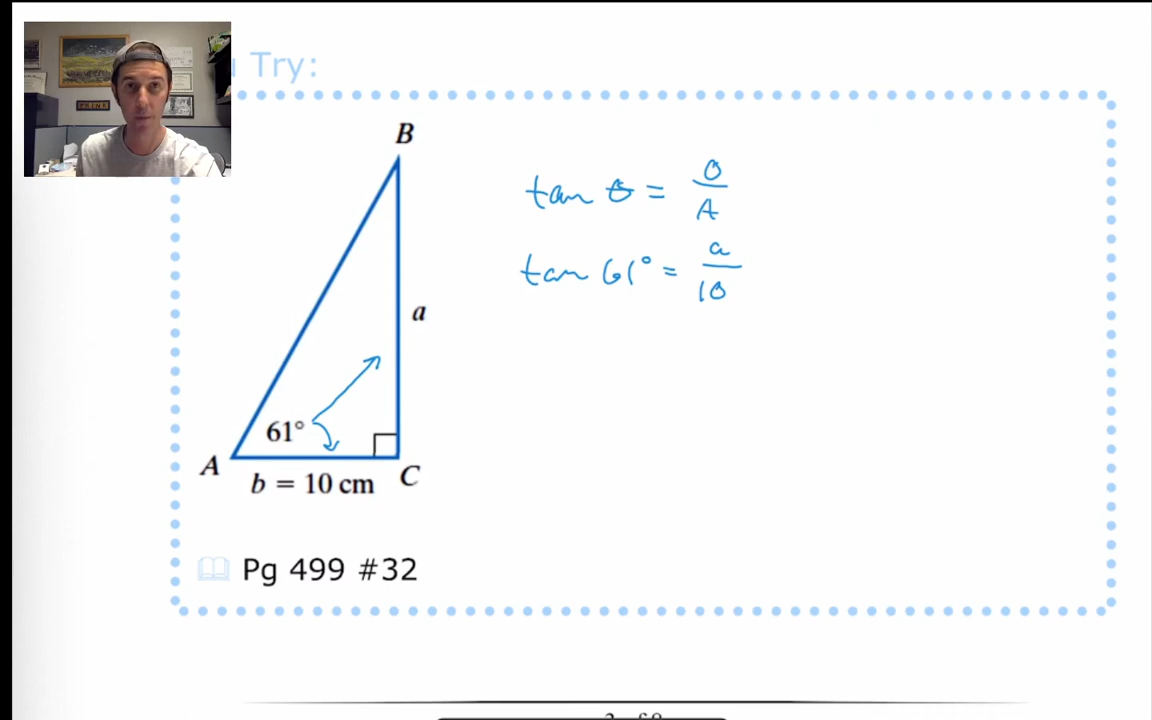 Try:
B
tan θ = O/A
tan 61° = a/10
a
61°
A
b = 10 cm
C
Pg 499 #32